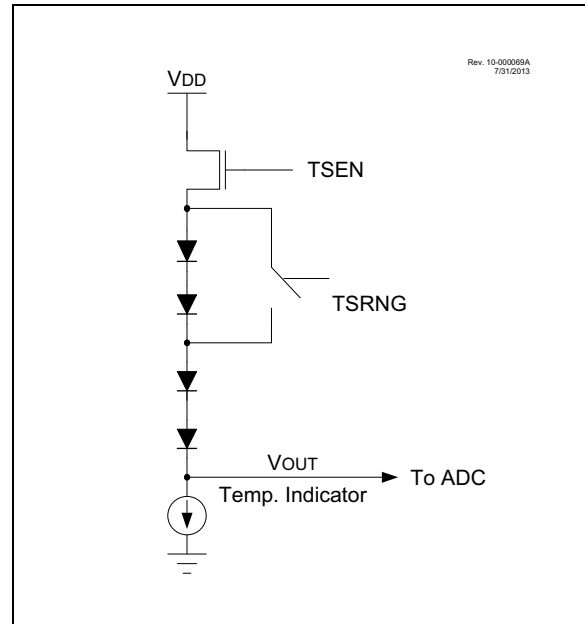 Rev. 10-000069A
7/31/2013
VDD
TSEN
TSRNG
VOUT
To ADC
Temp. Indicator